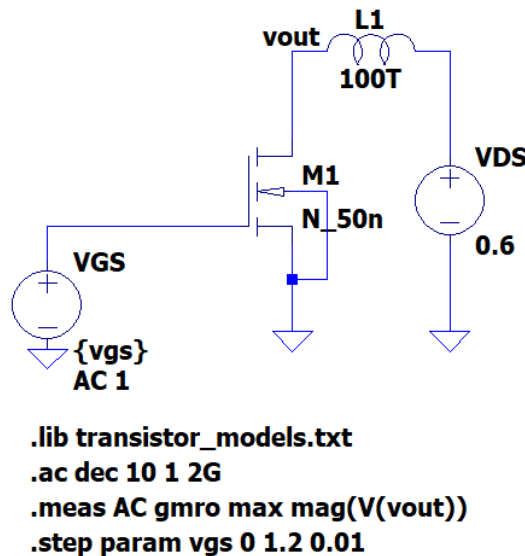 L1
vout
100T
VDS
+
M1
N_50n
−
VGS
0.6
+
−
{vgs}
AC 1
.lib transistor_models.txt
.ac dec 10 1 2G
.meas AC gmro max mag(V(vout))
.step param vgs 0 1.2 0.01